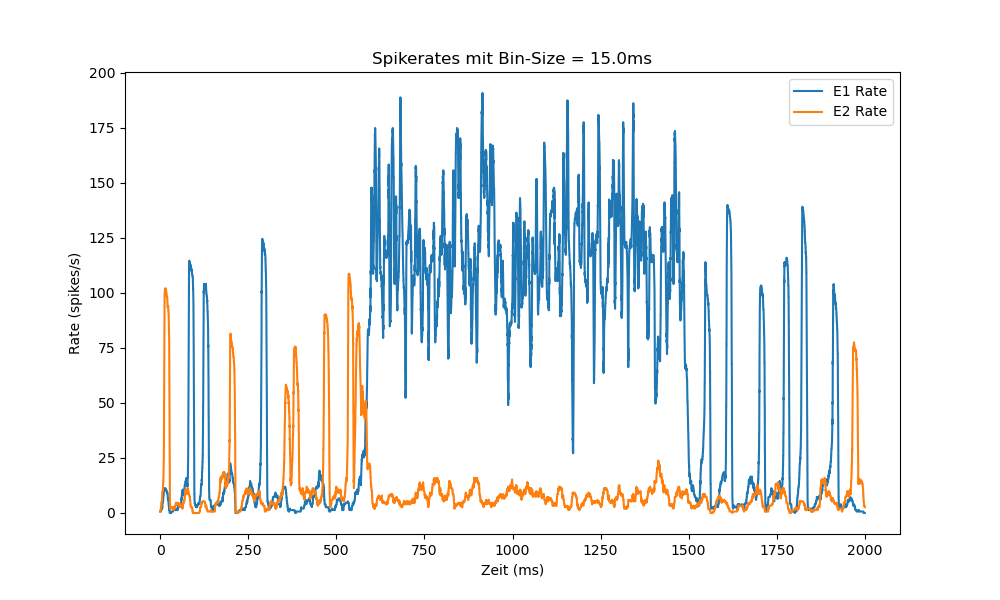 Spikerates mit Bin-Size = 15.0ms
Rate (spikes/s)
200
175
150
125
100
75
50
25
0
E1 Rate
E2 Rate
0 250 500 750 1000 1250 1500 1750 2000
Zeit (ms)